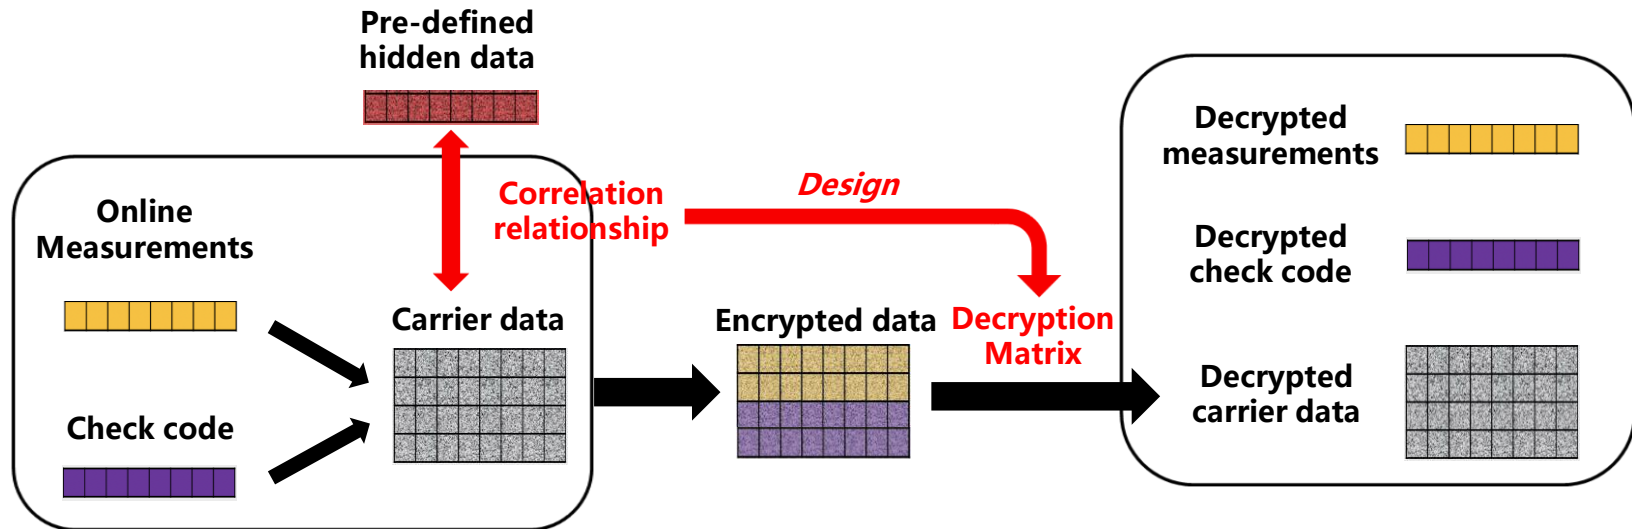 Pre-defined
hidden data
Online
Measurements
Correlation
relationship
Design
Carrier data
Check code
Encrypted data
Decryption
Matrix
Decrypted
measurements
Decrypted
check code
Decrypted
carrier data